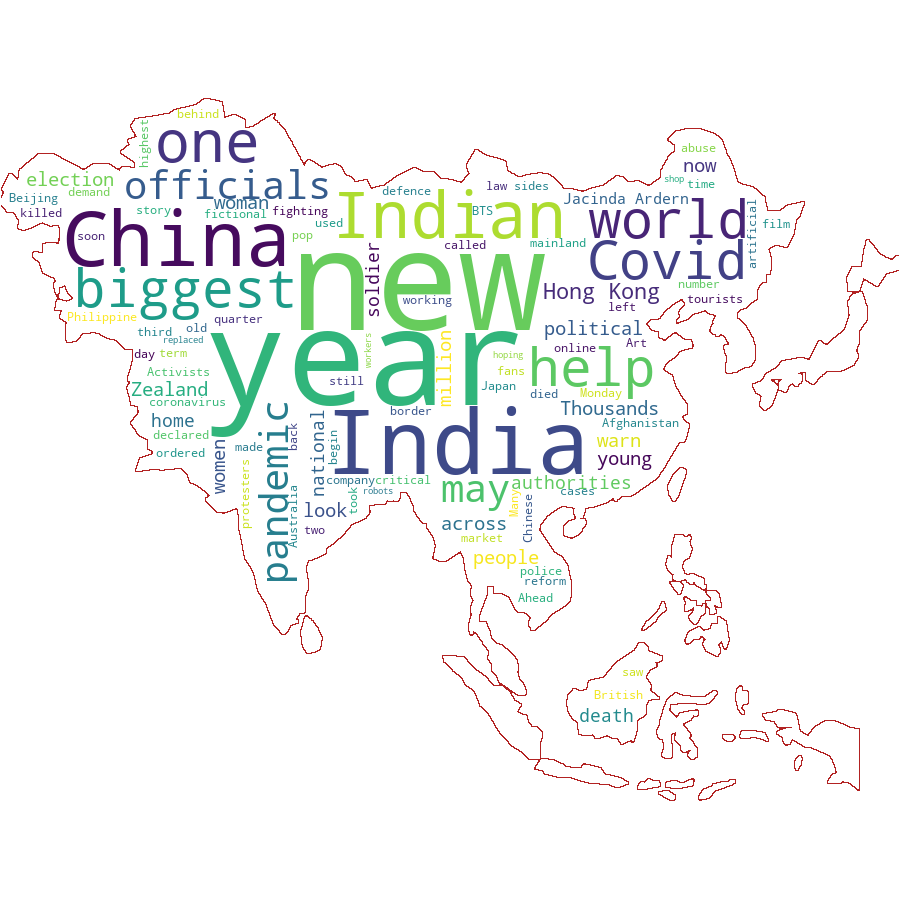 behind
highest
one
abuse
law sides
now
election
officials
shop
time
demand
defence
Beijing
woman
Jacinda Ardern
killed
story
fictional
fighting
Indian
BTS
world
artificial
film
China
used
soon
pop
soldier
called
mainland
Covid
new
biggest
working
Hong Kong
number
tourists
left
Philippine
quarter
third
old
replaced
political
year
million
workers
online
Art
day
term
hoping
help
Activists
fans
Zealand
still
Japan
died
Monday
coronavirus
pandemic
India
border
Thousands
home
national
back
Afghanistan
declared
women
begin
warn
ordered
made
young
protesters
Australia
company
critical
may
authorities
took
robots
Many
cases
look
Chinese
across
two
market
people
police
reform
Ahead
saw
British
death